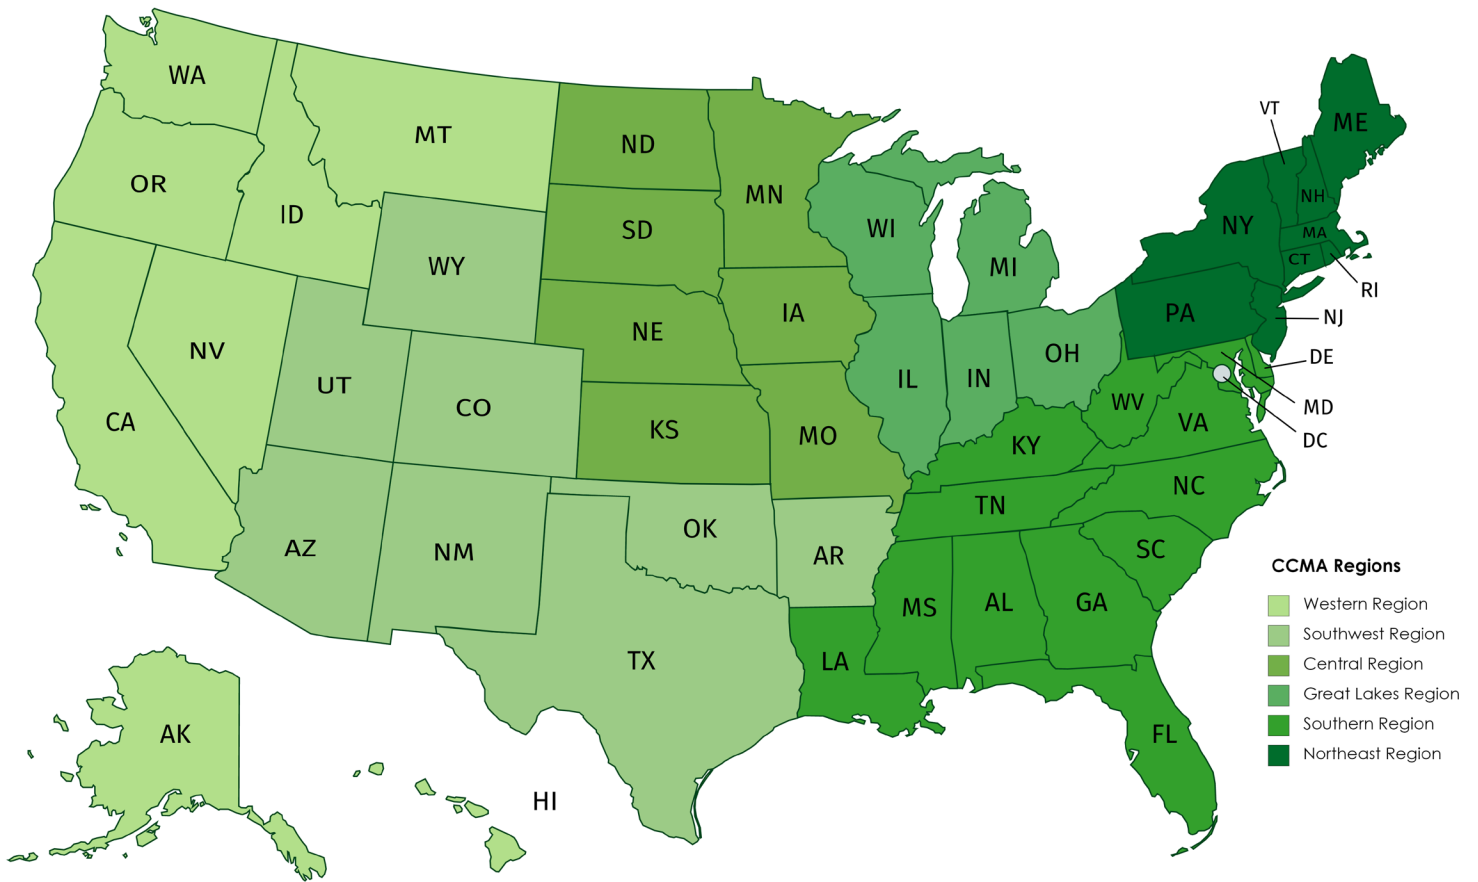 WA
MT
ND
MN
VT
ME
OR
ID
SD
WI
NY
NH
MA
WY
MI
CT
RI
NV
NE
IA
PA
NJ
CA
UT
CO
KS
MO
IL
IN
OH
DE
WV
MD
VA
DC
KY
AZ
NM
OK
AR
TN
NC
SC
MS
AL
GA
TX
LA
FL
AK
HI
CCMA Regions
Western Region
Southwest Region
Central Region
Great Lakes Region
Southern Region
Northeast Region